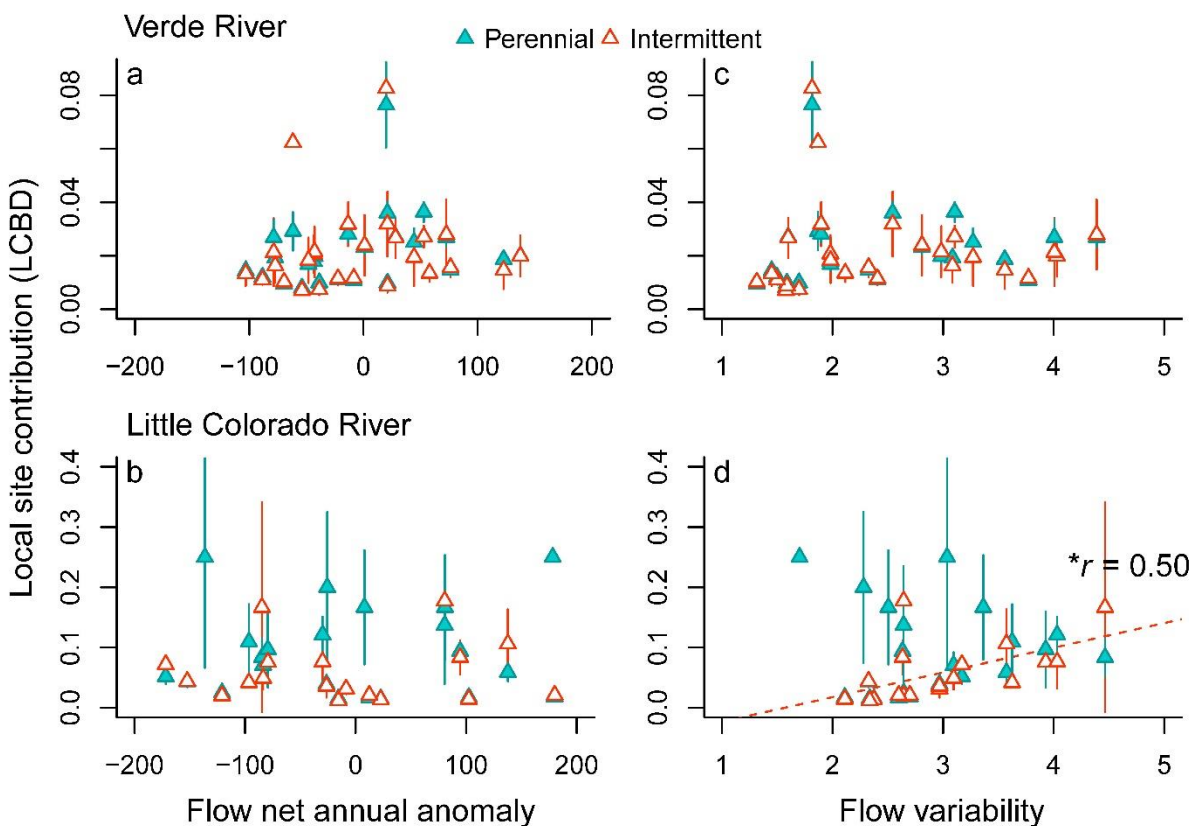 Verde River
Perennial Intermittent
a
0.00 0.04 0.08
−200 −100 0 100 200
c
0.00 0.04 0.08
1 2 3 4 5
Local site contribution (LCBD)
Little Colorado River
b
0.0 0.1 0.2 0.3 0.4
−200 −100 0 100 200
Flow net annual anomaly
d
*r = 0.50
0.0 0.1 0.2 0.3 0.4
1 2 3 4 5
Flow variability